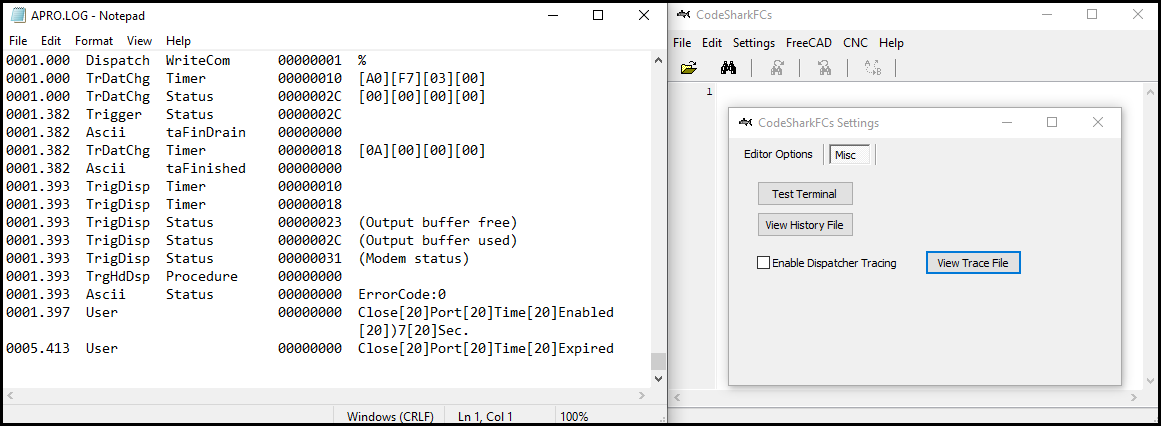 APRO.LOG - Notepad
File Edit Format View Help
0001.000 Dispatch WriteCom 00000001 %
0001.000 TrDatChg Timer 00000010 [A0][F7][03][00]
0001.000 TrDatChg Status 0000002C [00][00][00][00]
0001.382 Trigger Status 0000002C
0001.382 Ascii taFinDrain 00000000
0001.382 TrDatChg Timer 00000018 [0A][00][00][00]
0001.382 Ascii taFinished 00000000
0001.393 TrigDisp Timer 00000010
0001.393 TrigDisp Timer 00000018
0001.393 TrigDisp Status 00000023 (Output buffer free)
0001.393 TrigDisp Status 0000002C (Output buffer used)
0001.393 TrigDisp Status 00000031 (Modem status)
0001.393 TrgHdDsp Procedure 00000000
0001.393 Ascii Status 00000000 ErrorCode:0
0001.397 User 00000000 Close[20]Port[20]Time[20]Enabled
[20])7[20]Sec.
0005.413 User 00000000 Close[20]Port[20]Time[20]Expired
Windows (CRLF) Ln 1, Col 1 100%
CodeSharkFCs
File Edit Settings FreeCAD CNC Help
A
B
1
CodeSharkFCs Settings
Editor Options Misc
Test Terminal
View History File
Enable Dispatcher Tracing View Trace File